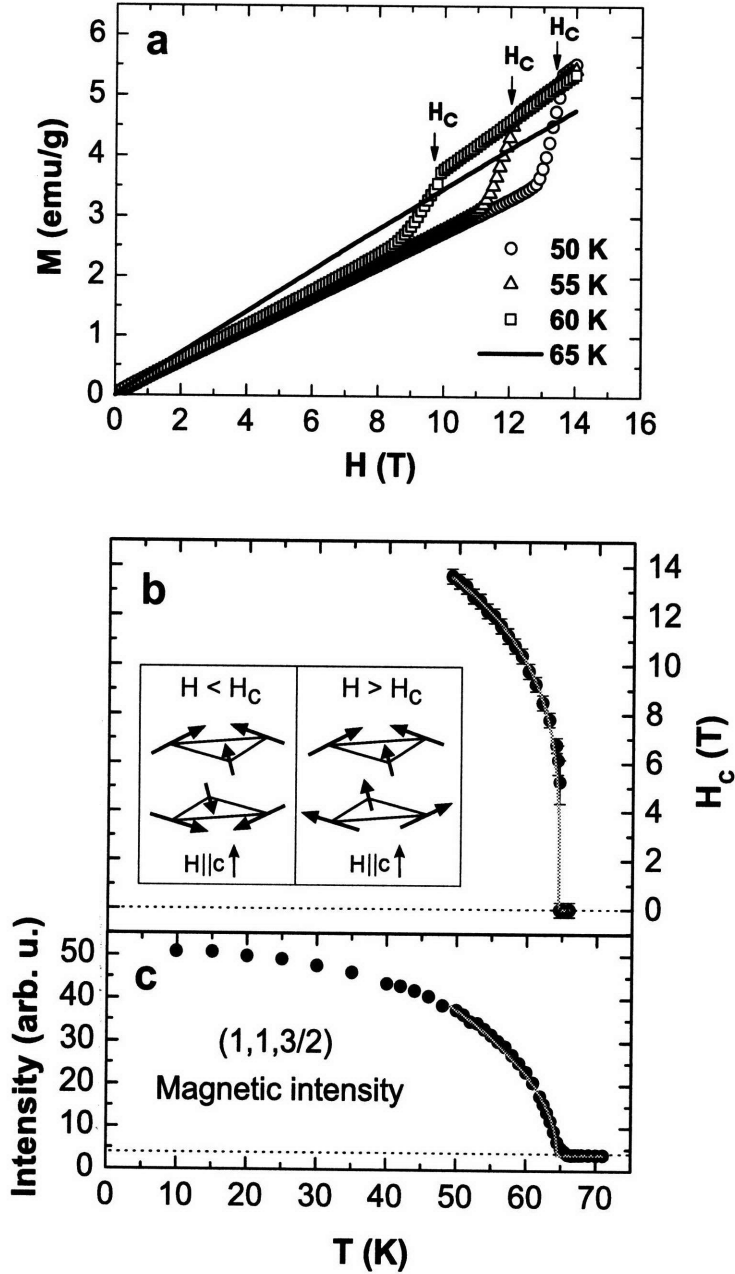 a
H_C
H_C
H_C
6
5
4
3
2
1
0
M (emu/g)
50 K
55 K
60 K
65 K
0 2 4 6 8 10 12 14 16
H (T)
b
H < H_C
H > H_C
H||c
H||c
14
12
10
8
6
4
2
0
H_C (T)
c
50
40
30
20
10
0
Intensity (arb. u.)
(1,1,3/2)
Magnetic intensity
0 10 20 30 40 50 60 70
T (K)